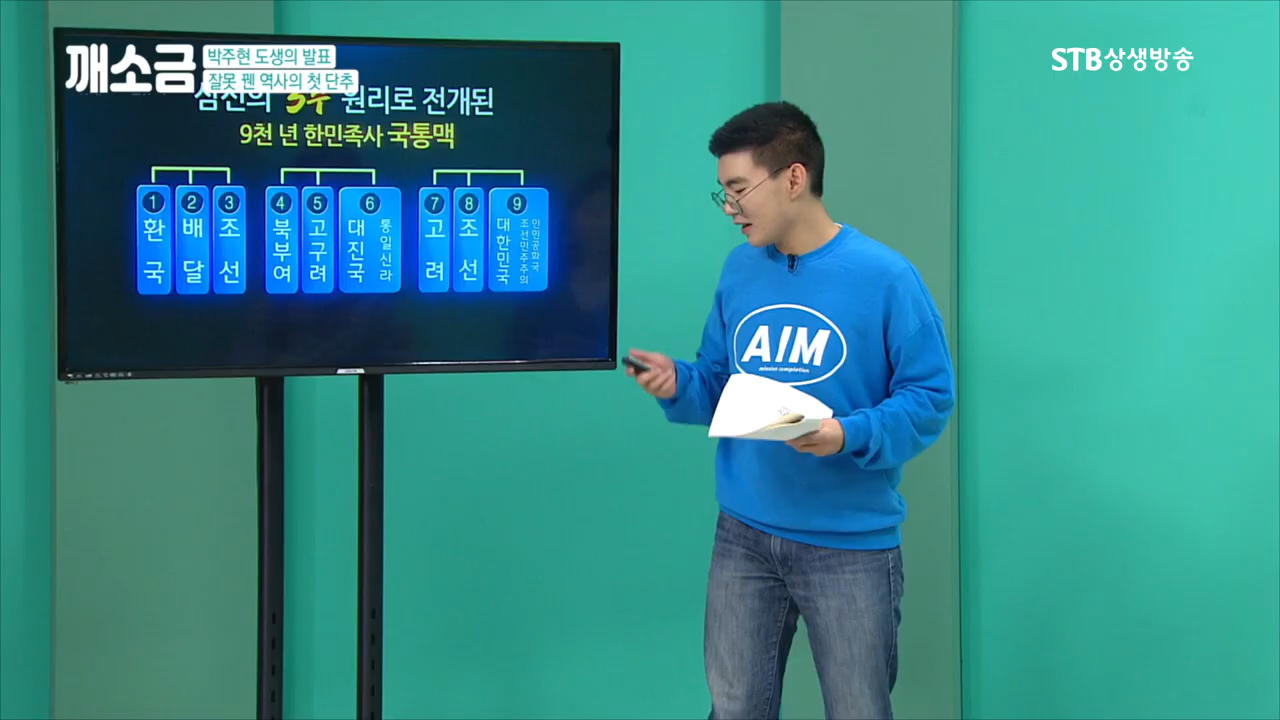 깨소금
박주현 도생의 발표
잘못 꿴 역사의 첫 단추
STB상생방송
원리로 전개된
9천 년 한민족사 국통맥
1 환국
2 배달
3 조선
4 북부여
5 고구려
6 대진국 통일신라
7 고려
8 조선
9 대한민국 조선민주주의 인민공화국
AIM
mission completion